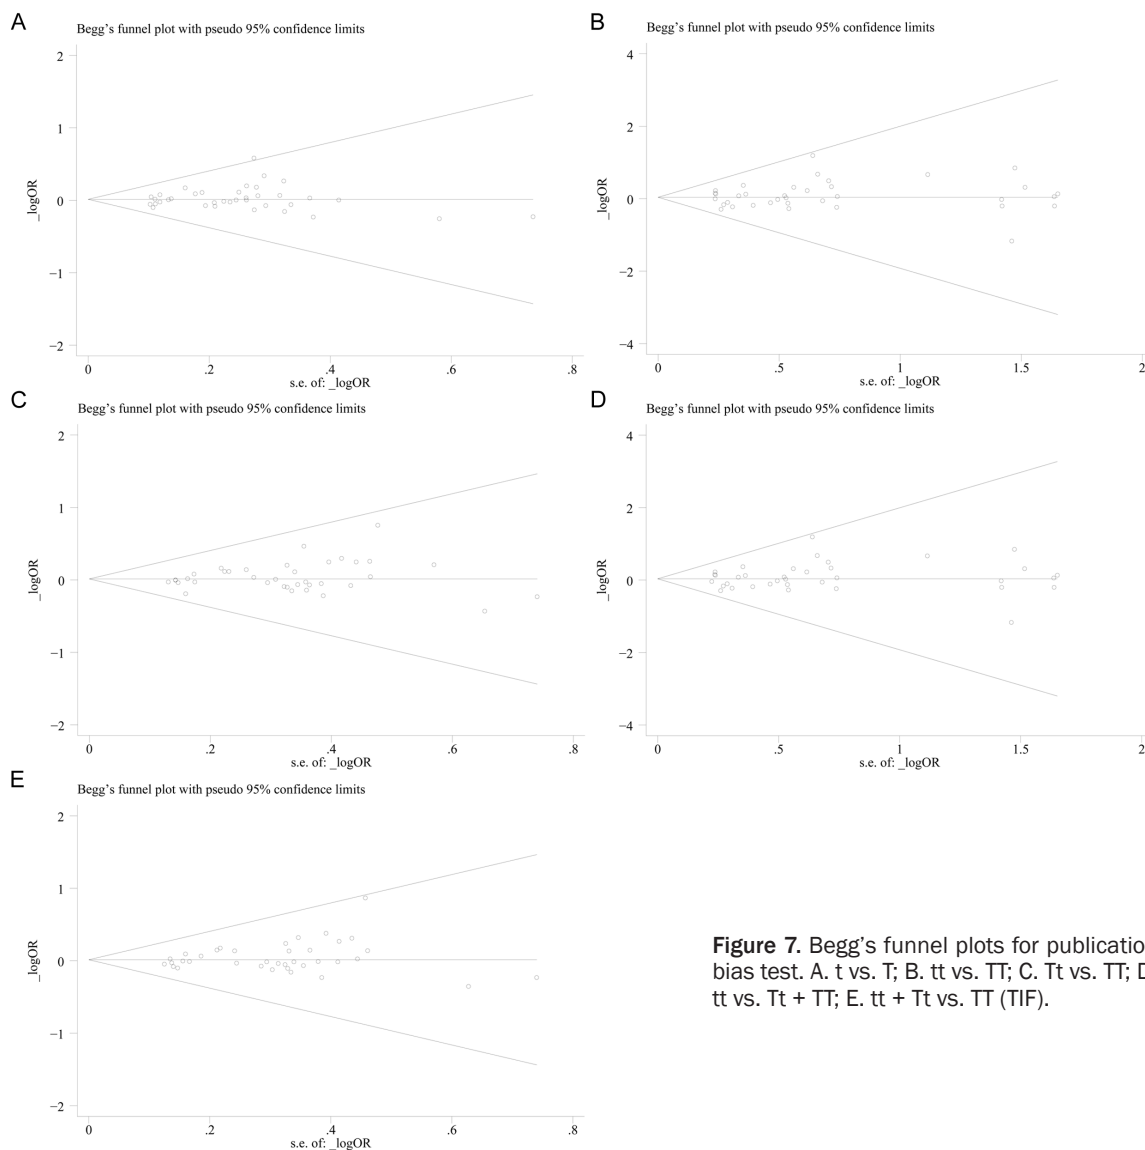 A
Begg's funnel plot with pseudo 95% confidence limits
2
1
0
−1
−2
_logOR
0
.2
.4
.6
.8
s.e. of: _logOR
B
Begg's funnel plot with pseudo 95% confidence limits
4
2
0
−2
−4
_logOR
0
.5
1
1.5
2
s.e. of: _logOR
C
Begg's funnel plot with pseudo 95% confidence limits
2
1
0
−1
−2
_logOR
0
.2
.4
.6
.8
s.e. of: _logOR
D
Begg's funnel plot with pseudo 95% confidence limits
4
2
0
−2
−4
_logOR
0
.5
1
1.5
2
s.e. of: _logOR
E
Begg's funnel plot with pseudo 95% confidence limits
2
1
0
−1
−2
_logOR
0
.2
.4
.6
.8
s.e. of: _logOR
Figure 7. Begg's funnel plots for publicatio
bias test. A. t vs. T; B. tt vs. TT; C. Tt vs. TT; D
tt vs. Tt + TT; E. tt + Tt vs. TT (TIF).